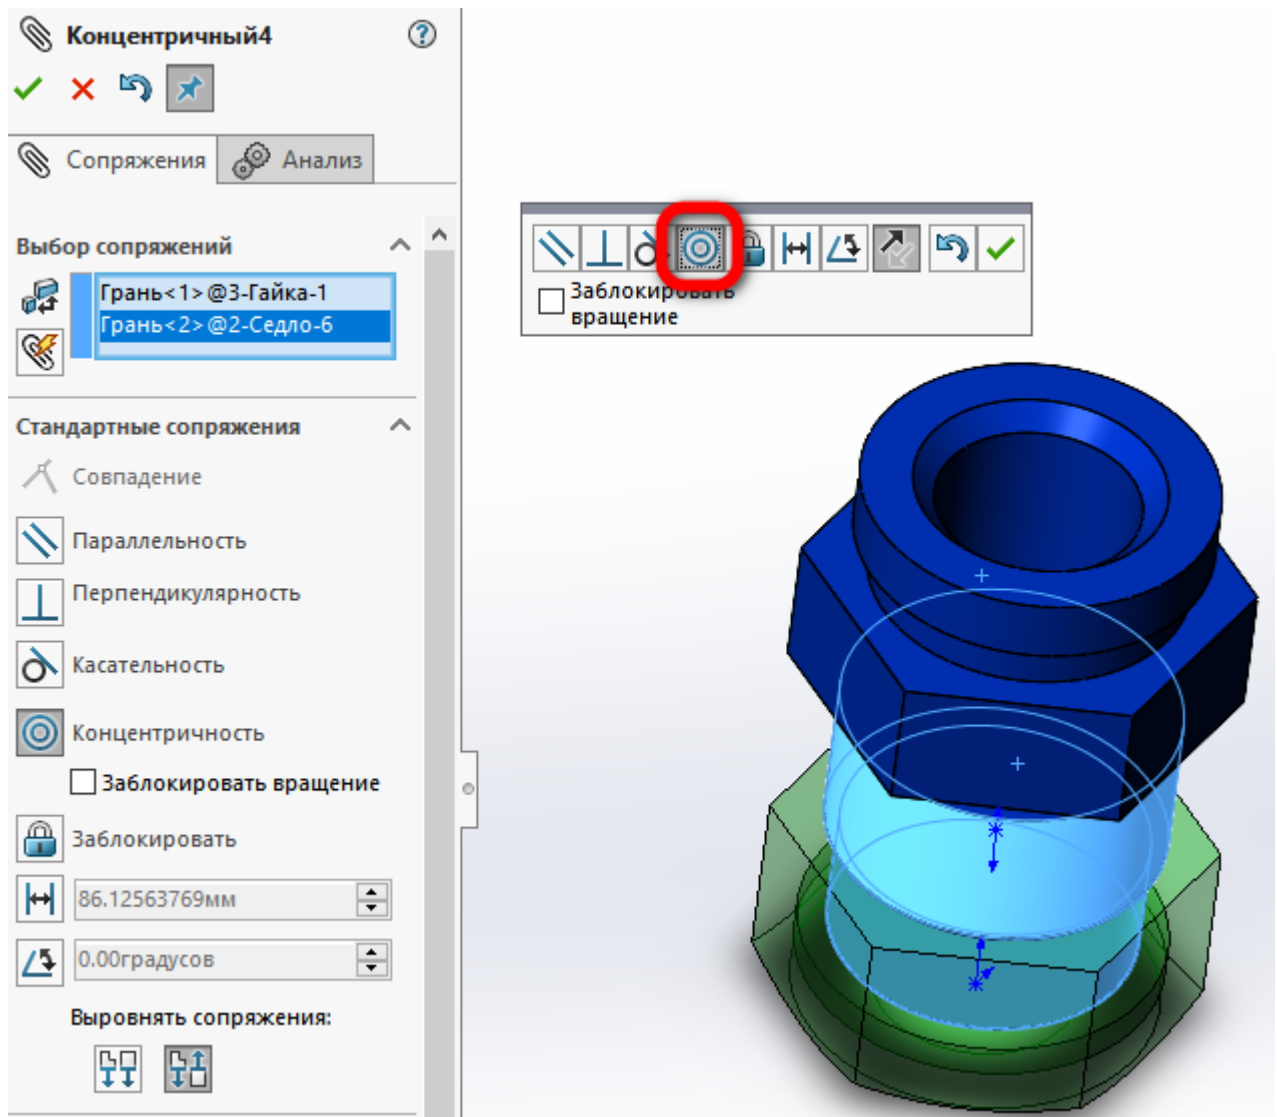 Концентричный4
?
Сопряжения
Анализ
Выбор сопряжений
Грань<1>@3-Гайка-1
Грань<2>@2-Седло-6
Стандартные сопряжения
Совпадение
Параллельность
Перпендикулярность
Касательность
Концентричность
Заблокировать вращение
Заблокировать
86.12563769мм
0.00градусов
Выровнять сопряжения:
Заблокировать
вращение